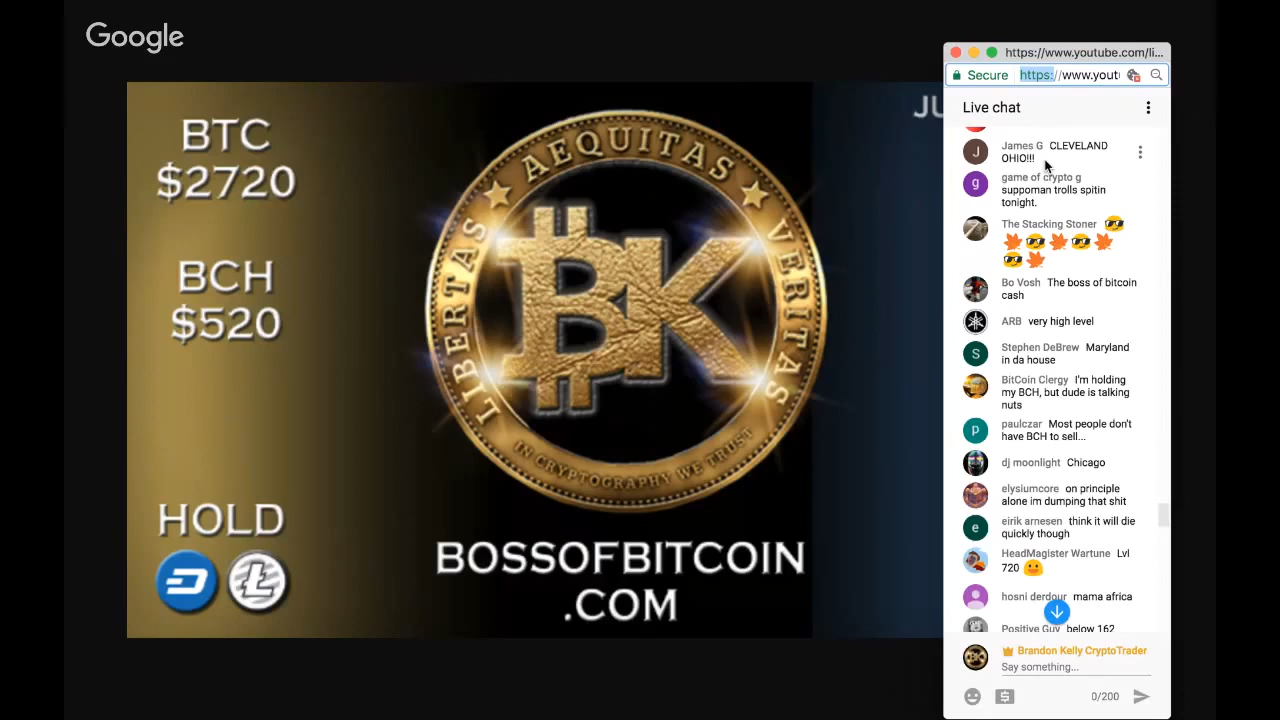 Google
BTC
$2720
BCH
$520
HOLD
LIBERTAS
AEQUITAS
VERITAS
BK
IN CRYPTOGRAPHY WE TRUST
BOSSOFBITCOIN
.COM
JU
https://www.youtube.com/li...
Secure
https://www.yout
Live chat
James G CLEVELAND
OHIO!!!
game of crypto g
suppoman trolls spitin
tonight.
The Stacking Stoner
Bo Vosh The boss of bitcoin
cash
ARB very high level
Stephen DeBrew Maryland
in da house
BitCoin Clergy I'm holding
my BCH, but dude is talking
nuts
paulczar Most people don't
have BCH to sell...
dj moonlight Chicago
elysiumcore on principle
alone im dumping that shit
eirik arnesen think it will die
quickly though
HeadMagister Wartune Lvl
720
hosni derdour mama africa
Positive Guy below 162
Brandon Kelly CryptoTrader
Say something...
0/200